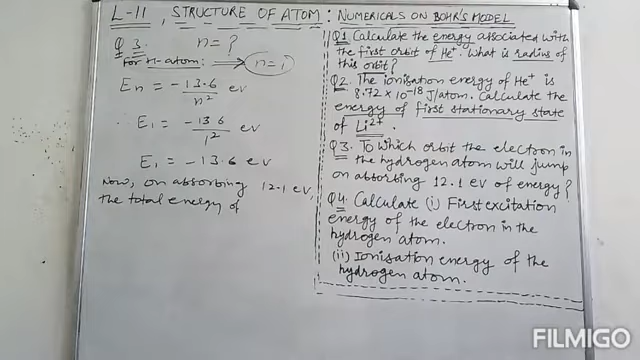 L-11, STRUCTURE OF ATOM: NUMERICALS ON BOHR'S MODEL
Q 3. n = ?
For H-atom: ⟹ n=1
En = -13.6/n² ev
∴ E1 = -13.6/1² ev
E1 = -13.6 ev
Now, on absorbing 12.1 ev,
the total energy of
Q1 Calculate the energy associated with
the first orbit of He⁺. What is radius of
this orbit?
Q2. The ionisation energy of He⁺ is
8.72 × 10⁻¹⁸ J/atom. Calculate the
energy of first stationary state
of Li²⁺.
Q3. To which orbit the electron in
the hydrogen atom will jump
on absorbing 12.1 ev of energy?
Q4. Calculate (i) First excitation
energy of the electron in the
hydrogen atom.
(ii) Ionisation energy of the
hydrogen atom.
FILMIGO